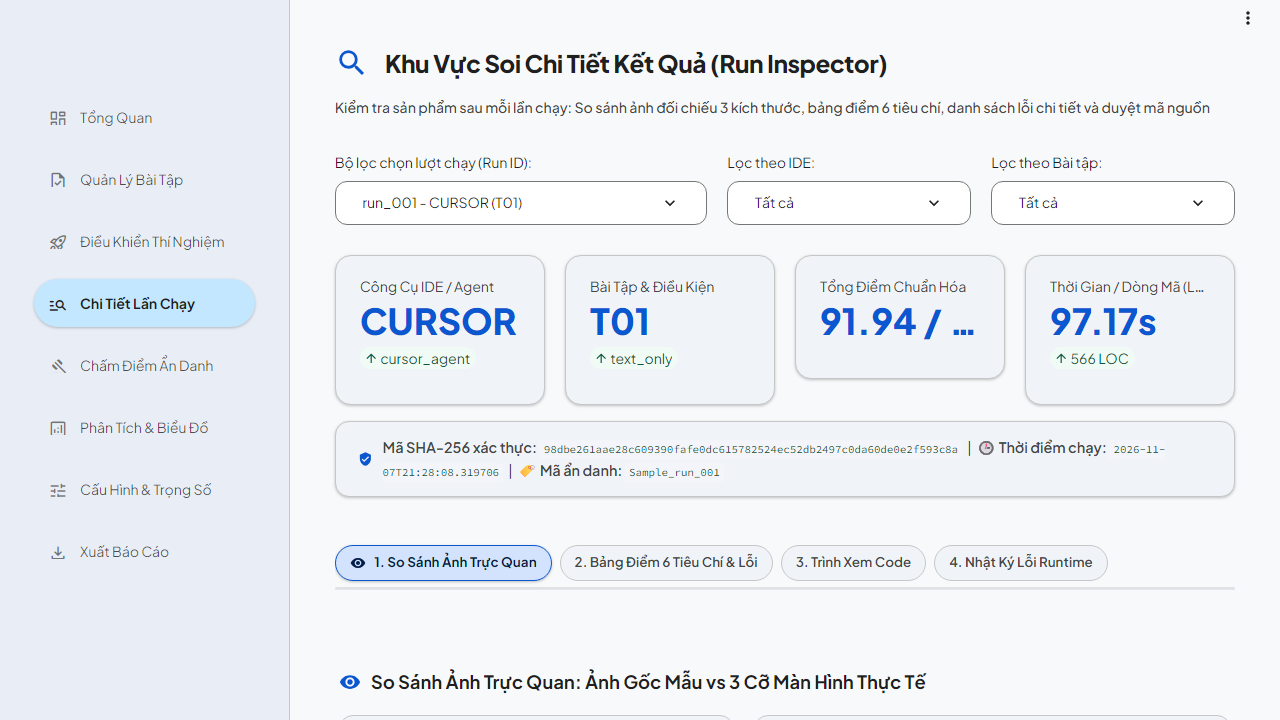 Khu Vực Soi Chi Tiết Kết Quả (Run Inspector)
Kiểm tra sản phẩm sau mỗi lần chạy: So sánh ảnh đối chiếu 3 kích thước, bảng điểm 6 tiêu chí, danh sách lỗi chi tiết và duyệt mã nguồn
Tổng Quan
Quản Lý Bài Tập
Điều Khiển Thí Nghiệm
Chi Tiết Lần Chạy
Chấm Điểm Ẩn Danh
Phân Tích & Biểu Đồ
Cấu Hình & Trọng Số
Xuất Báo Cáo
Bộ lọc chọn lượt chạy (Run ID):
run_001 - CURSOR (T01)
Lọc theo IDE:
Tất cả
Lọc theo Bài tập:
Tất cả
Công Cụ IDE / Agent
CURSOR
↑ cursor_agent
Bài Tập & Điều Kiện
T01
↑ text_only
Tổng Điểm Chuẩn Hóa
91.94 / ...
Thời Gian / Dòng Mã (L...
97.17s
↑ 566 LOC
Mã SHA-256 xác thực: 98dbe261aae28c609390fafe0dc615782524ec52db2497c0da60de0e2f593c8a | 🕒 Thời điểm chạy: 2026-11-
07T21:28:08.319706 | 🏷️ Mã ẩn danh: Sample_run_001
1. So Sánh Ảnh Trực Quan
2. Bảng Điểm 6 Tiêu Chí & Lỗi
3. Trình Xem Code
4. Nhật Ký Lỗi Runtime
So Sánh Ảnh Trực Quan: Ảnh Gốc Mẫu vs 3 Cỡ Màn Hình Thực Tế